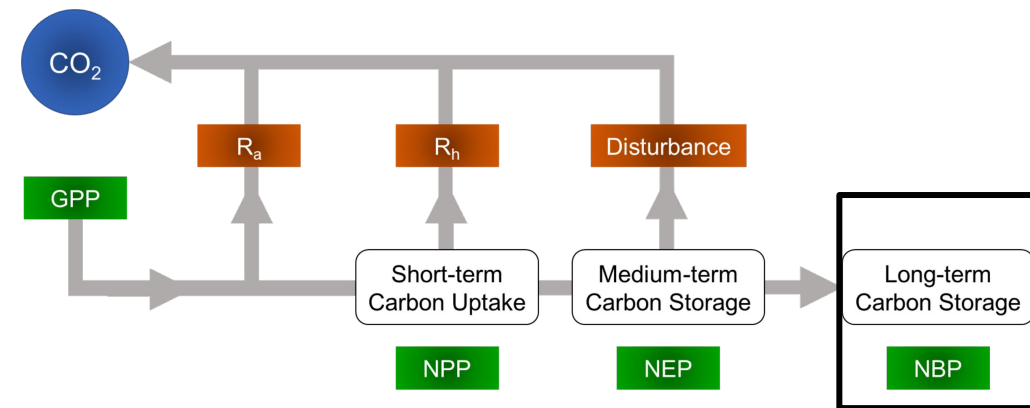 CO₂
Rₐ
Rₕ
Disturbance
GPP
Short-term
Carbon Uptake
Medium-term
Carbon Storage
Long-term
Carbon Storage
NPP
NEP
NBP